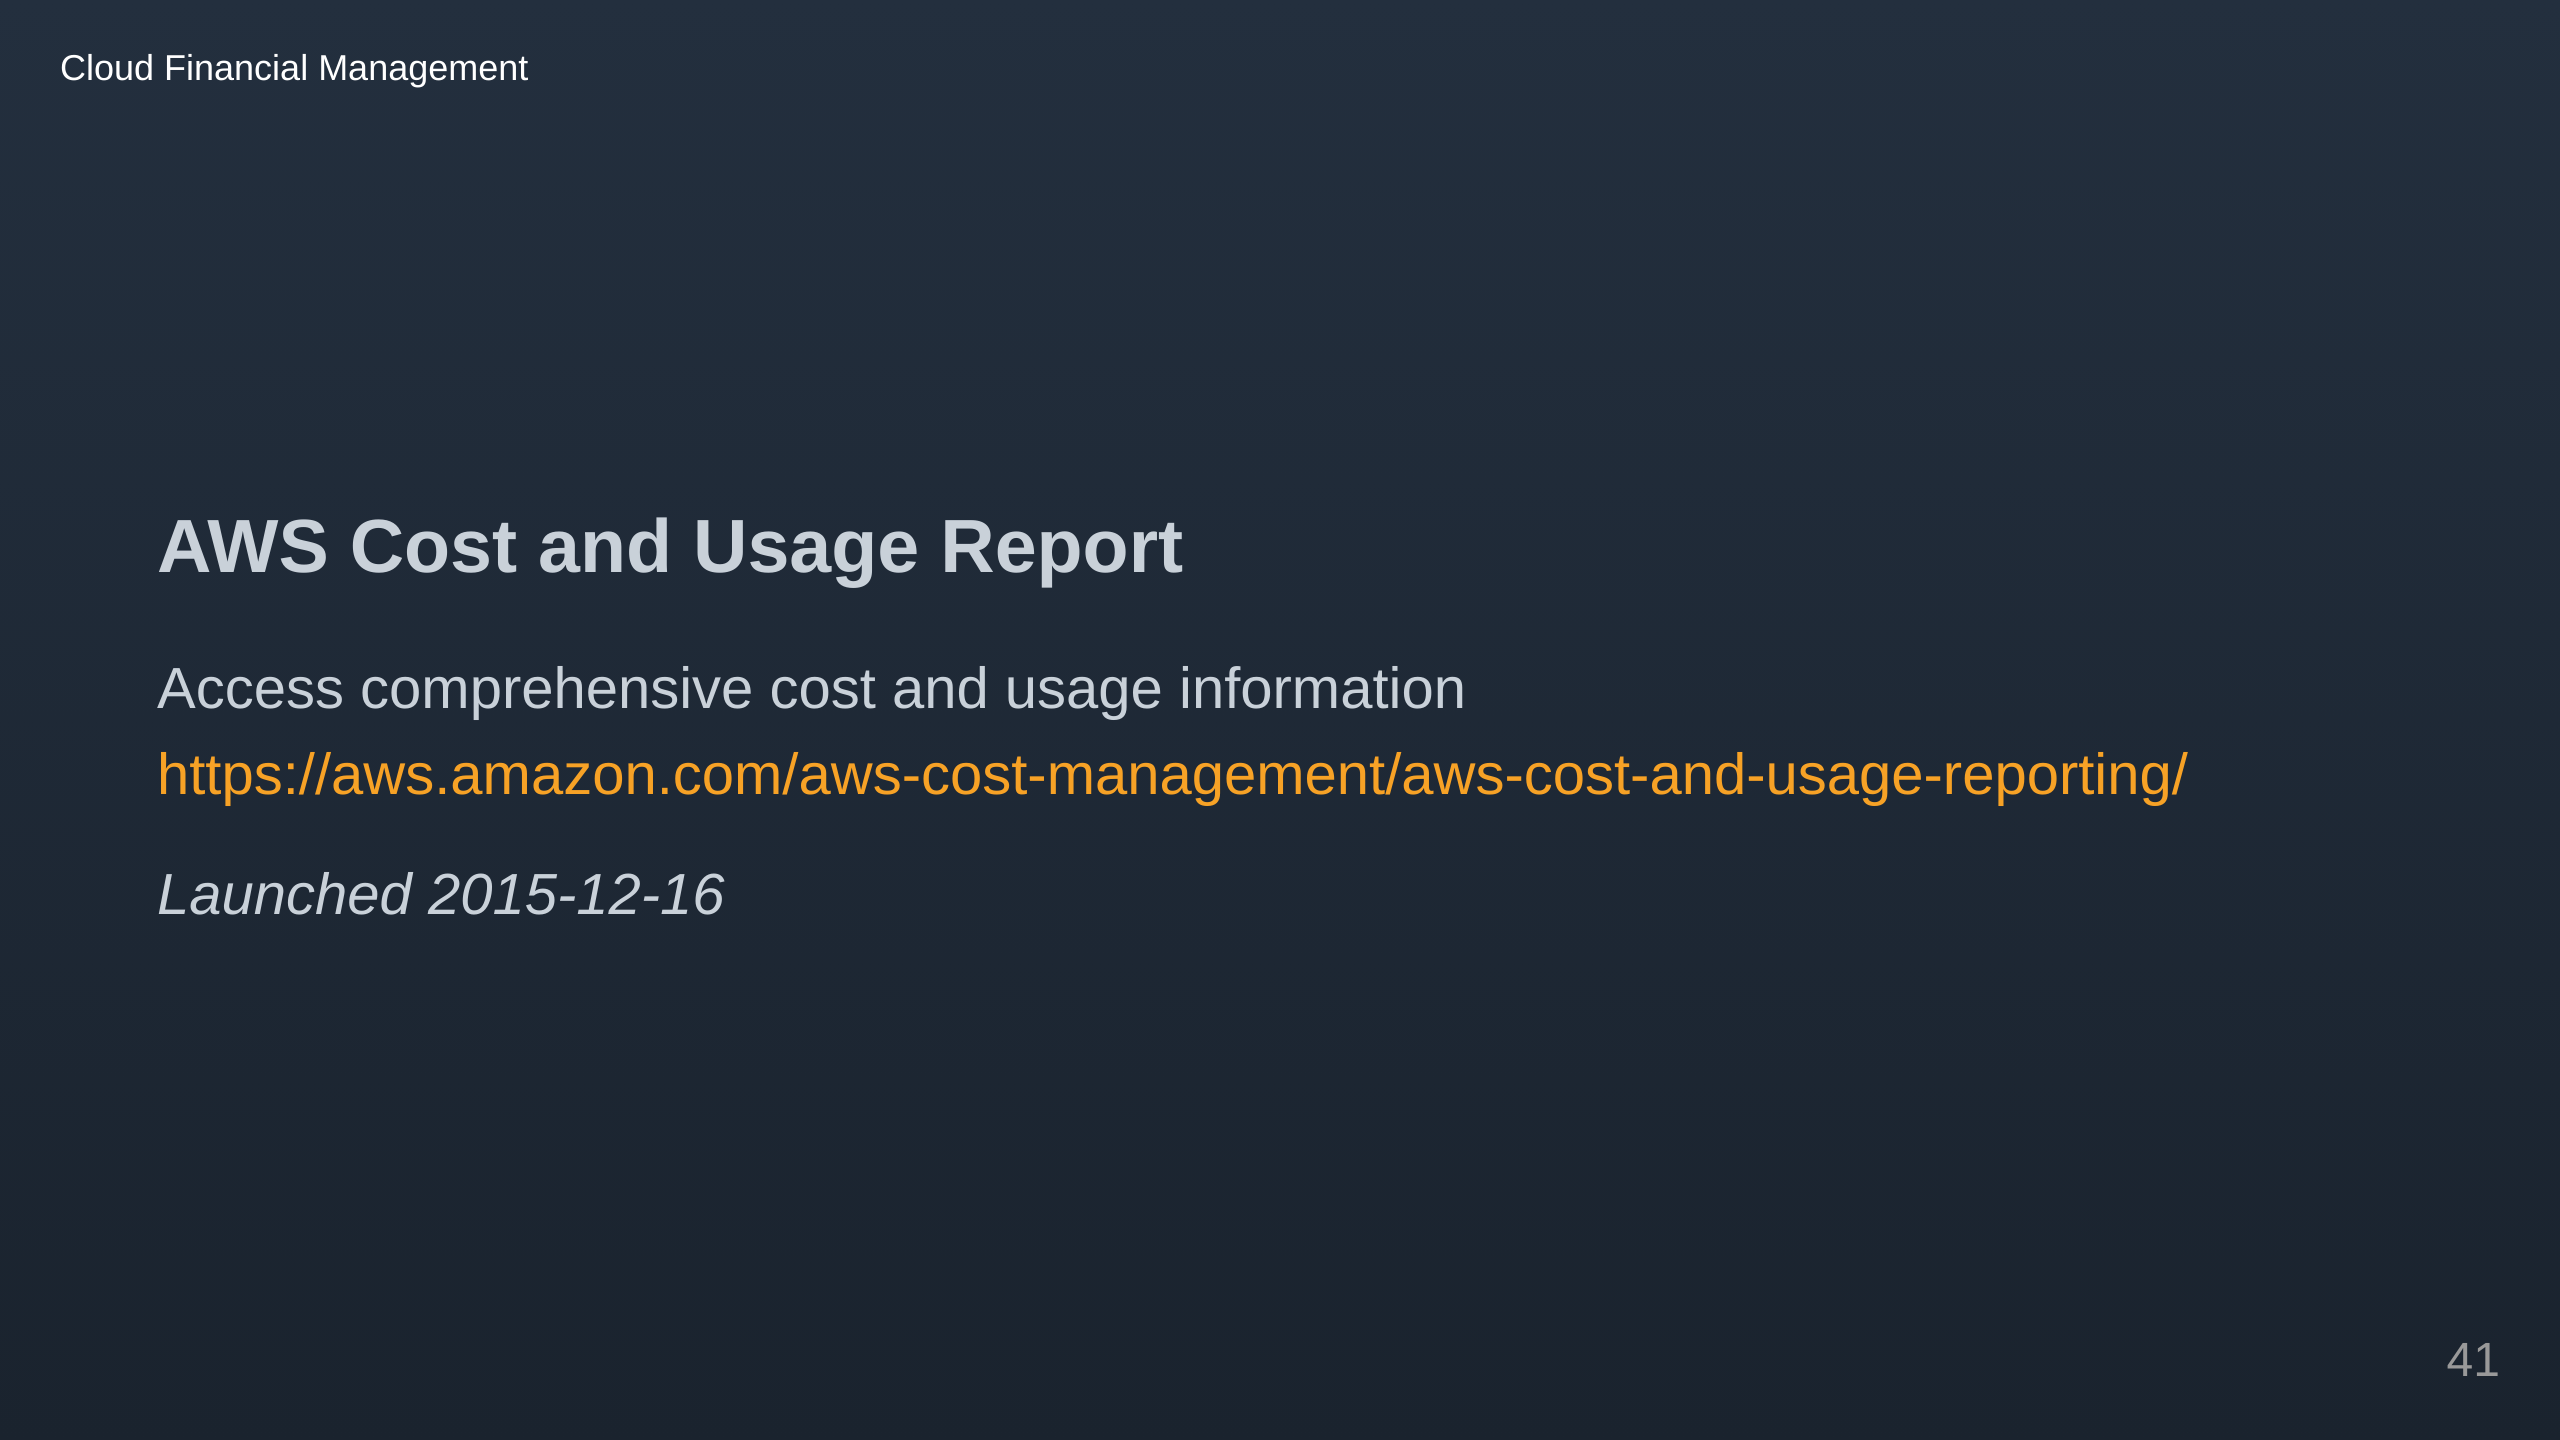 Cloud Financial Management
AWS Cost and Usage Report
Access comprehensive cost and usage information
https://aws.amazon.com/aws-cost-management/aws-cost-and-usage-reporting/
Launched 2015-12-16
41